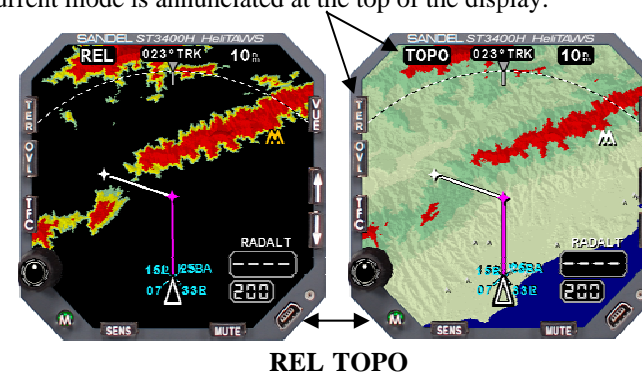 urrent mode is annunciated at the top of the display.
SANDEL ST3400H HeliTAWS
REL 023° TRK 10
TER
OVL
TFC
VUE
RADALT
----
200
M
SENS MUTE
SANDEL ST3400H HeliTAWS
TOPO 023° TRK 10
TER
OVL
TFC
RADALT
----
200
M
SENS MUTE
REL TOPO